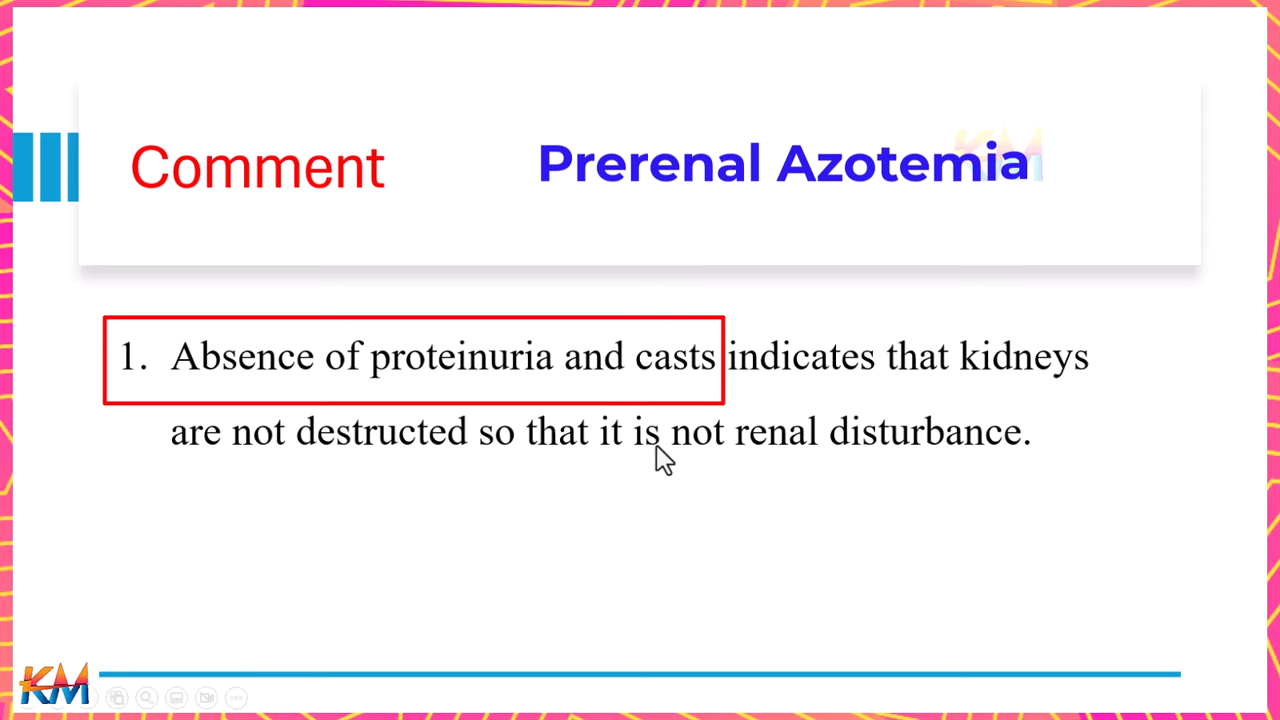 Comment
Prerenal Azotemia
1. Absence of proteinuria and casts indicates that kidneys
are not destructed so that it is not renal disturbance.
KM